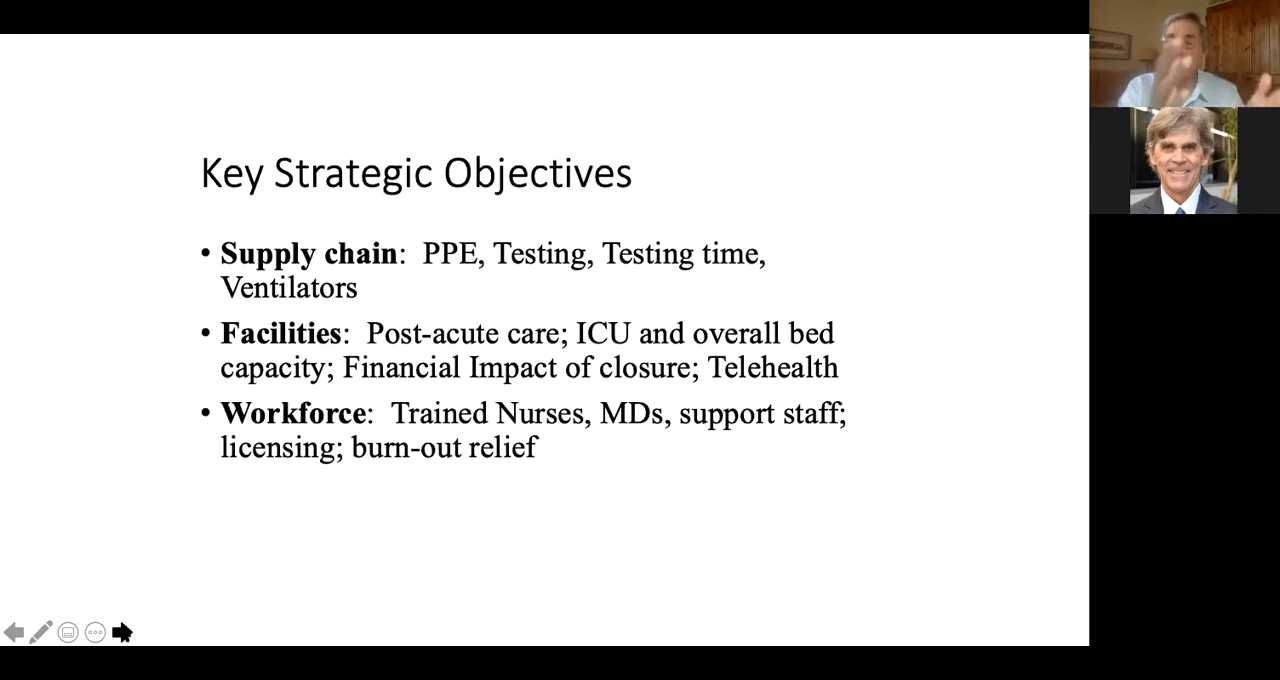 Key Strategic Objectives
• Supply chain: PPE, Testing, Testing time,
Ventilators
• Facilities: Post-acute care; ICU and overall bed
capacity; Financial Impact of closure; Telehealth
• Workforce: Trained Nurses, MDs, support staff;
licensing; burn-out relief